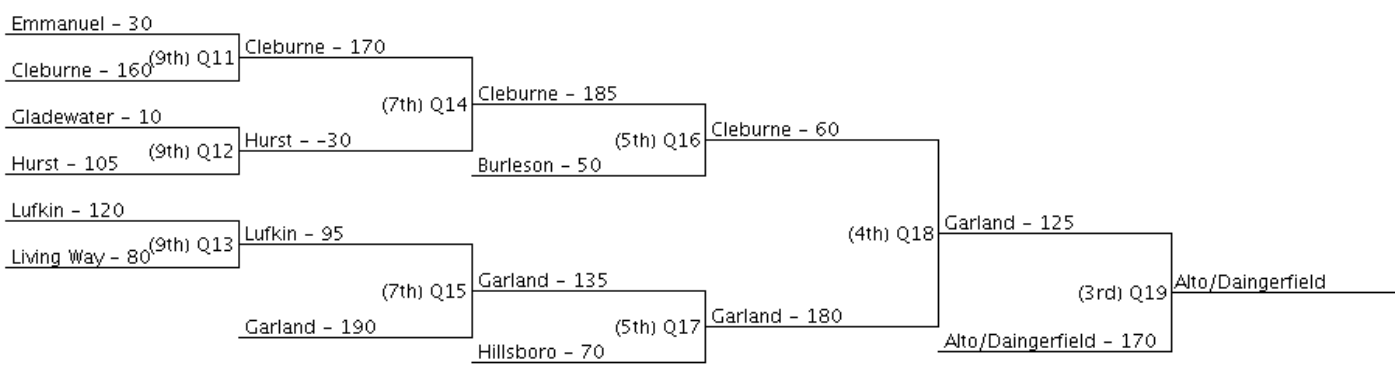 Emmanuel – 30
(9th) Q11
Cleburne – 160
Cleburne – 170
(7th) Q14
Gladewater – 10
(9th) Q12
Hurst – 105
Hurst – –30
Cleburne – 185
(5th) Q16
Burleson – 50
Cleburne – 60
(4th) Q18
Lufkin – 120
(9th) Q13
Living Way – 80
Lufkin – 95
(7th) Q15
Garland – 190
Garland – 135
(5th) Q17
Hillsboro – 70
Garland – 180
Garland – 125
(3rd) Q19
Alto/Daingerfield – 170
Alto/Daingerfield